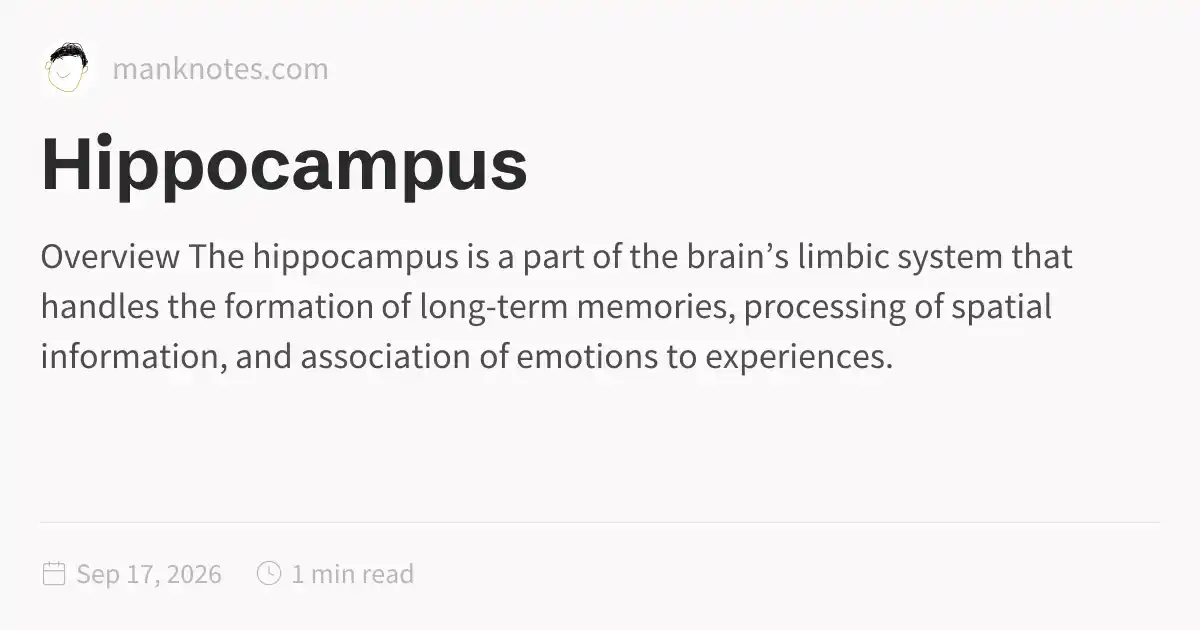 manknotes.com
Hippocampus
Overview The hippocampus is a part of the brain’s limbic system that
handles the formation of long-term memories, processing of spatial
information, and association of emotions to experiences.
Sep 17, 2026 1 min read